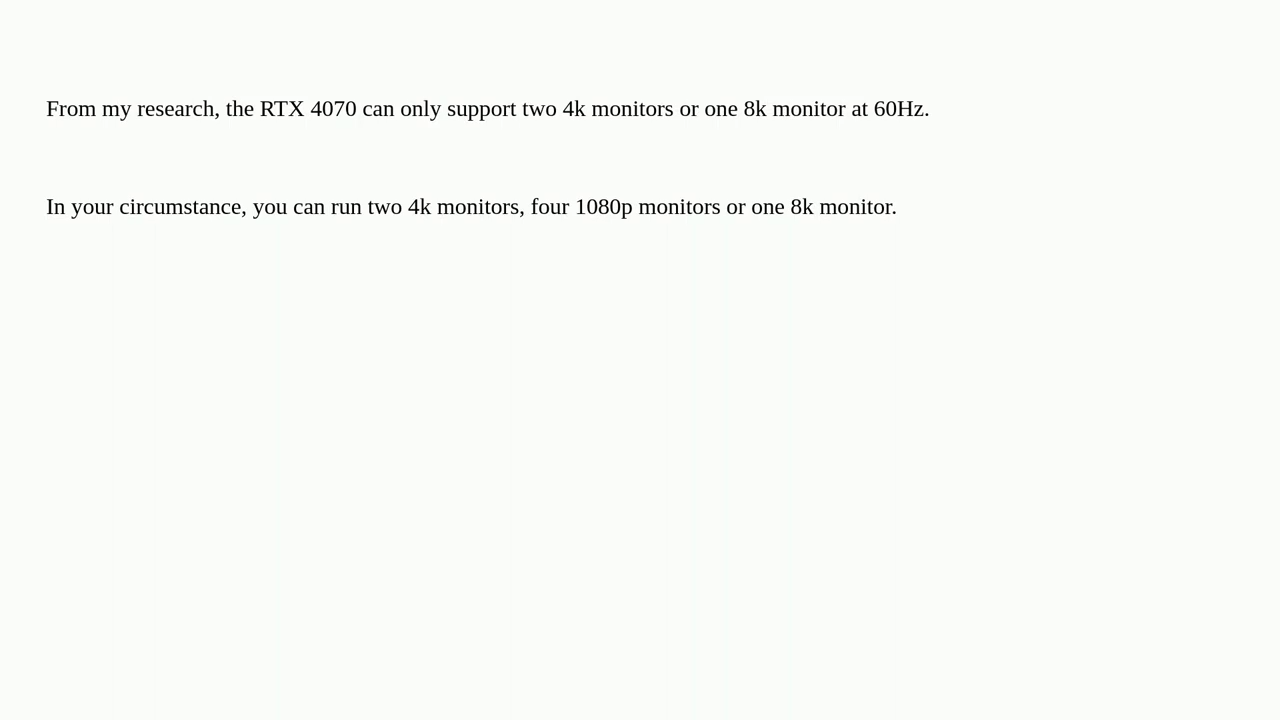 From my research, the RTX 4070 can only support two 4k monitors or one 8k monitor at 60Hz.
In your circumstance, you can run two 4k monitors, four 1080p monitors or one 8k monitor.